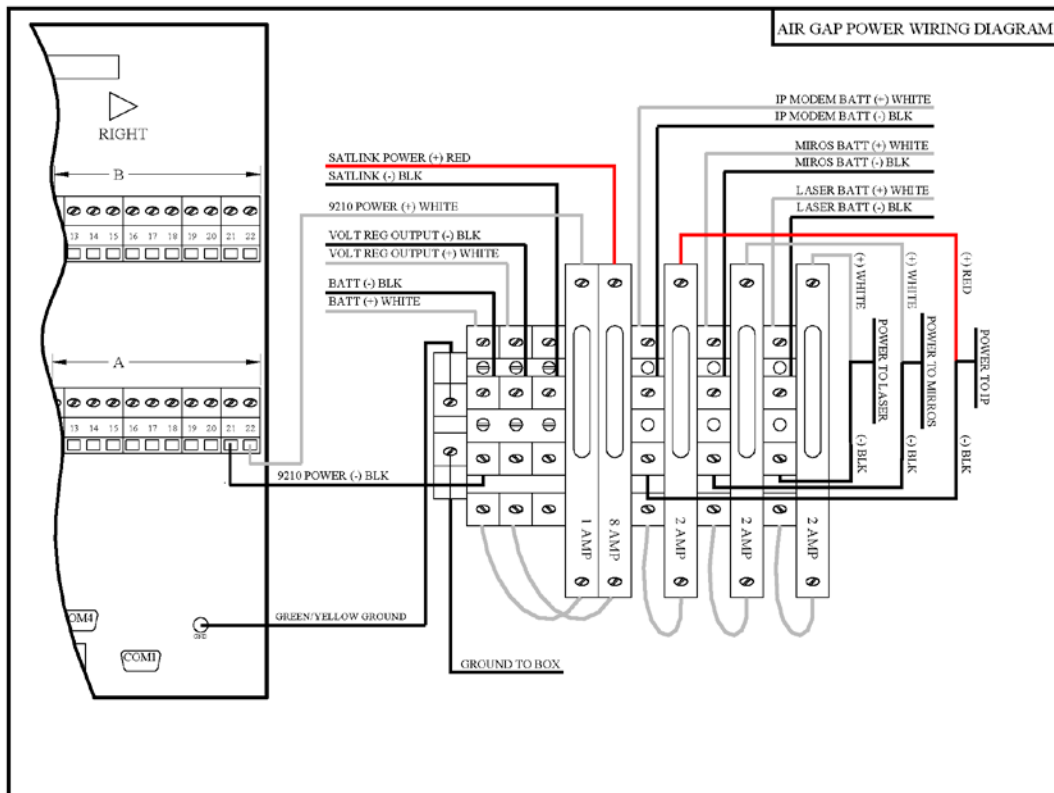 AIR GAP POWER WIRING DIAGRAM
RIGHT
B
13 14 15 16 17 18 19 20 21 22
A
13 14 15 16 17 18 19 20 21 22
IP MODEM BATT (+) WHITE
IP MODEM BATT (-) BLK
MIROS BATT (+) WHITE
MIROS BATT (-) BLK
LASER BATT (+) WHITE
LASER BATT (-) BLK
SATLINK POWER (+) RED
SATLINK (-) BLK
9210 POWER (+) WHITE
VOLT REG OUTPUT (-) BLK
VOLT REG OUTPUT (+) WHITE
BATT (-) BLK
BATT (+) WHITE
(+) WHITE
(+) WHITE
(+) RED
POWER TO LASER
POWER TO MIRROS
POWER TO IP
(-) BLK
(-) BLK
(-) BLK
9210 POWER (-) BLK
1 AMP
8 AMP
2 AMP
2 AMP
2 AMP
GREEN/YELLOW GROUND
GROUND TO BOX
OM4
COM1
GND